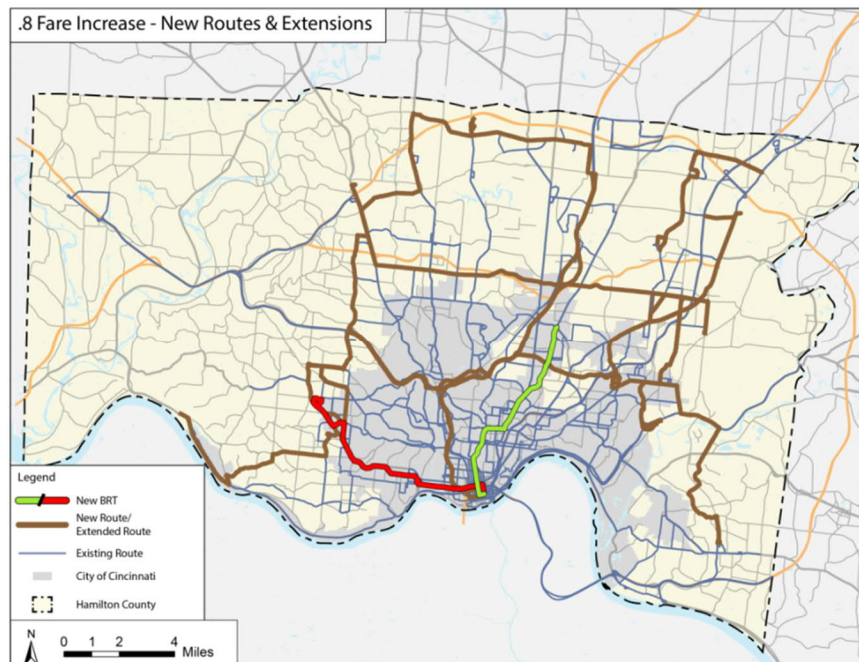 .8 Fare Increase - New Routes & Extensions
Legend
New BRT
New Route/
Extended Route
Existing Route
City of Cincinnati
Hamilton County
N
0 1 2 4
Miles